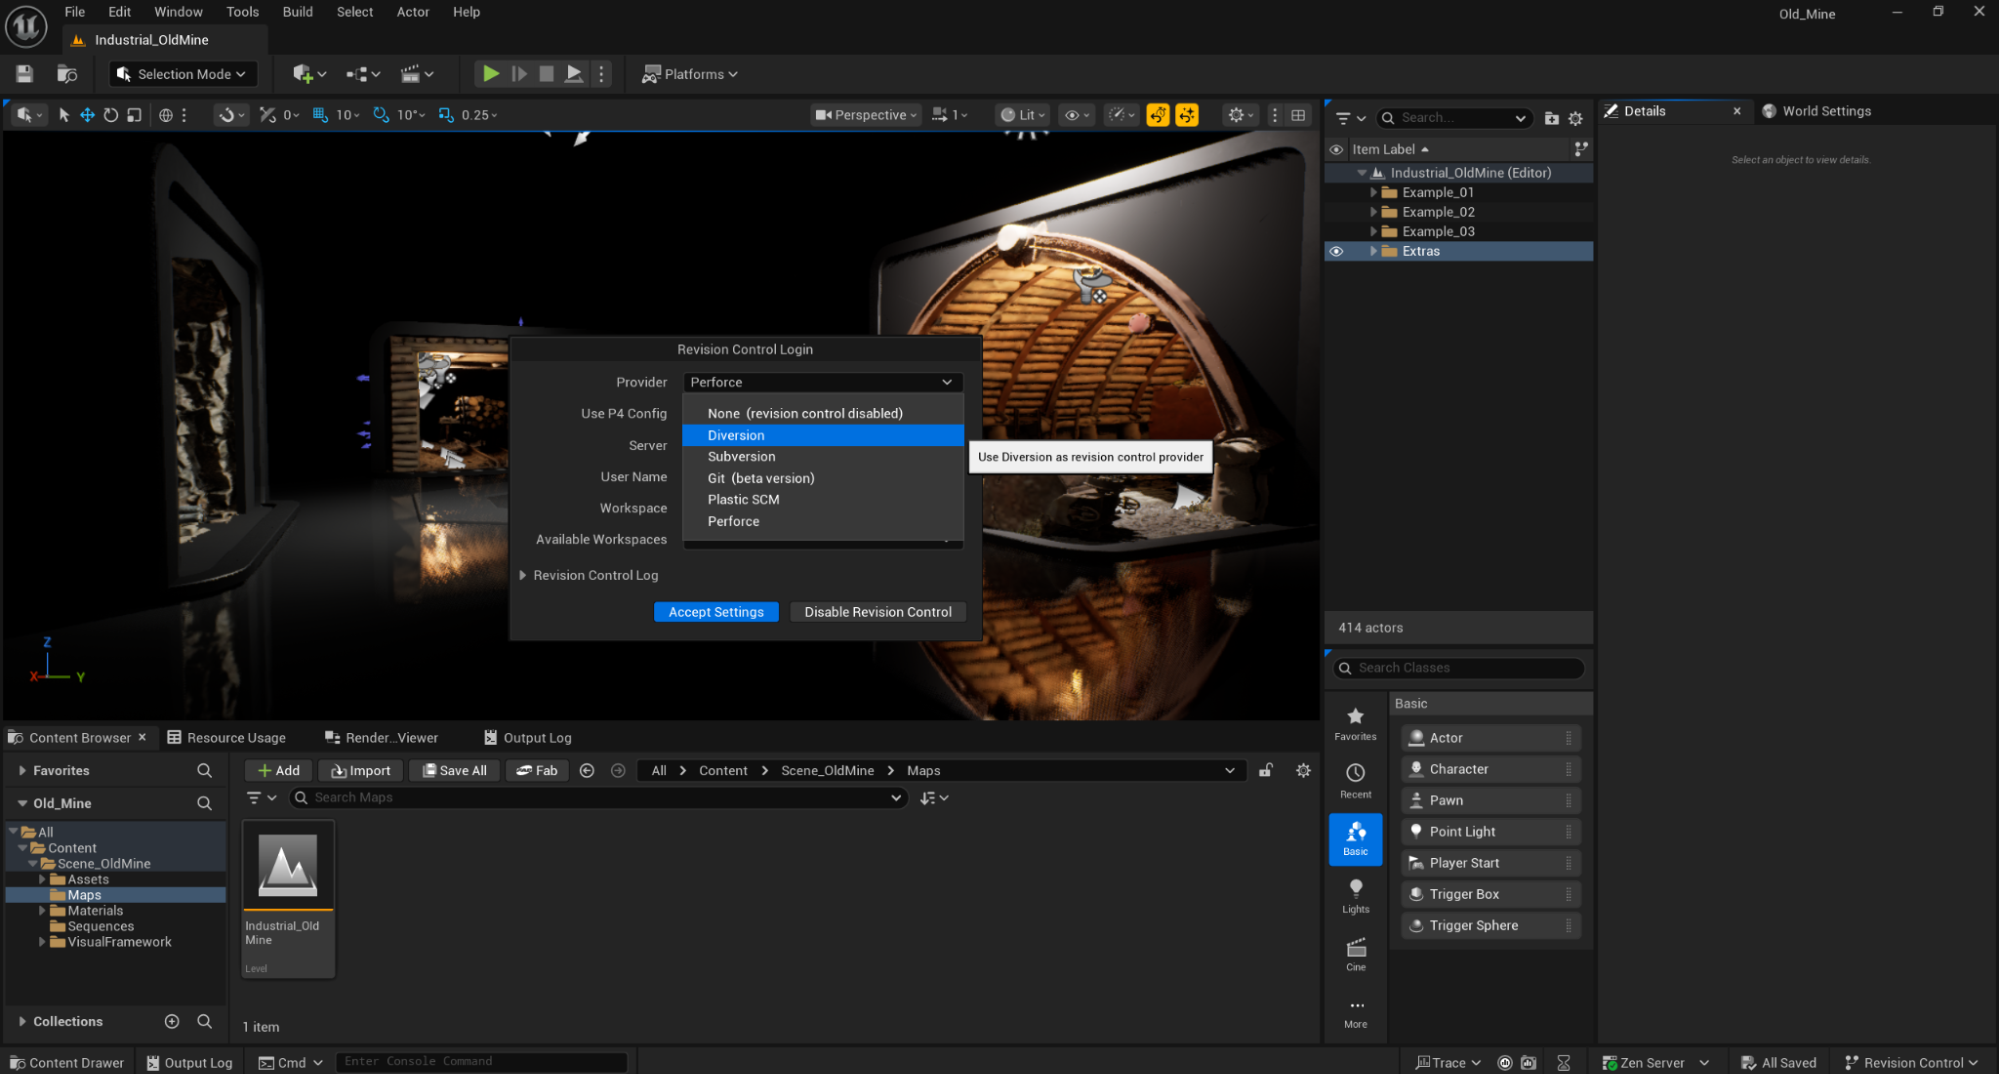 File Edit Window Tools Build Select Actor Help
Old_Mine
Industrial_OldMine
Selection Mode
Platforms
0 10 10° 0.25
Perspective 1 Lit
Search...
Details
World Settings
Item Label
Select an object to view details.
Industrial_OldMine (Editor)
Example_01
Example_02
Example_03
Extras
Revision Control Login
Provider Perforce
Use P4 Config
None (revision control disabled)
Diversion
Server
Subversion
Use Diversion as revision control provider
User Name
Git (beta version)
Plastic SCM
Workspace
Perforce
Available Workspaces
Revision Control Log
Accept Settings Disable Revision Control
414 actors
Z
X Y
Search Classes
Basic
Favorites
Recent
Basic
Lights
Cine
More
Actor
Character
Pawn
Point Light
Player Start
Trigger Box
Trigger Sphere
Content Browser Resource Usage Render...Viewer Output Log
Favorites
Add Import Save All Fab All Content Scene_OldMine Maps
Old_Mine
Search Maps
All
Content
Scene_OldMine
Assets
Maps
Materials
Sequences
VisualFramework
Industrial_Old
Mine
Level
Collections
1 item
Content Drawer Output Log Cmd Enter Console Command
Trace Zen Server All Saved Revision Control